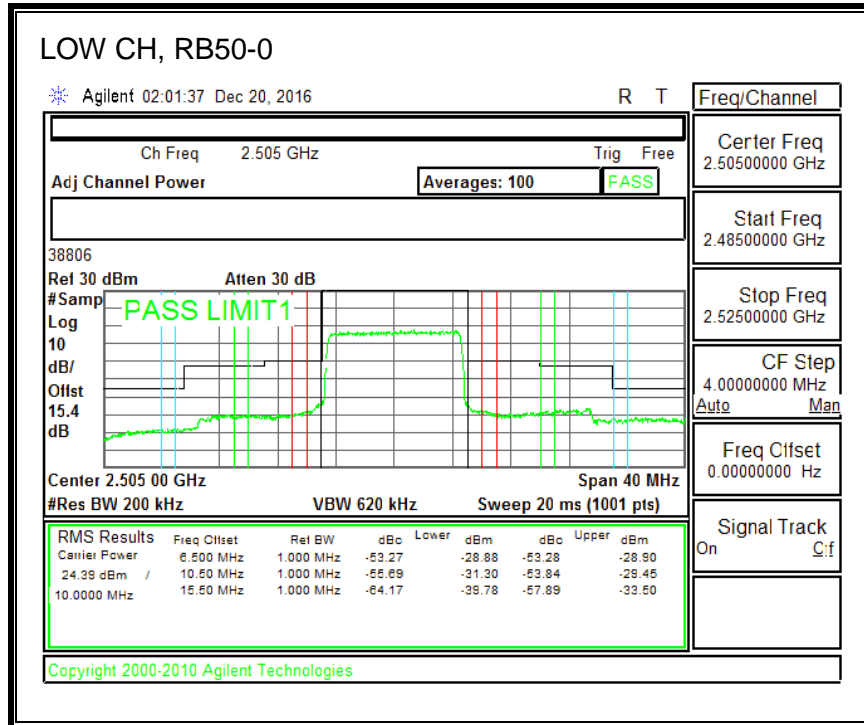 LOW CH, RB50-0
Agilent 02:01:37 Dec 20, 2016 R T
Freq/Channel
Ch Freq 2.505 GHz Trig Free
Adj Channel Power Averages: 100 PASS
Center Freq
2.50500000 GHz
Start Freq
2.48500000 GHz
Stop Freq
2.52500000 GHz
CF Step
4.00000000 MHz
Auto Man
Freq Offset
0.00000000 Hz
Signal Track
On Off
38806
Ref 30 dBm Atten 30 dB
#Samp
Log
10
dB/
Offst
15.4
dB
PASS LIMIT1
Center 2.505 00 GHz Span 40 MHz
#Res BW 200 kHz VBW 620 kHz Sweep 20 ms (1001 pts)
RMS Results Freq Offset Ref BW dBc Lower dBm dBc Upper dBm
Carrier Power 6.500 MHz 1.000 MHz -53.27 -28.88 -53.28 -28.90
24.39 dBm / 10.50 MHz 1.000 MHz -55.69 -31.30 -53.84 -29.45
10.0000 MHz 15.50 MHz 1.000 MHz -64.17 -39.78 -57.89 -33.50
Copyright 2000-2010 Agilent Technologies